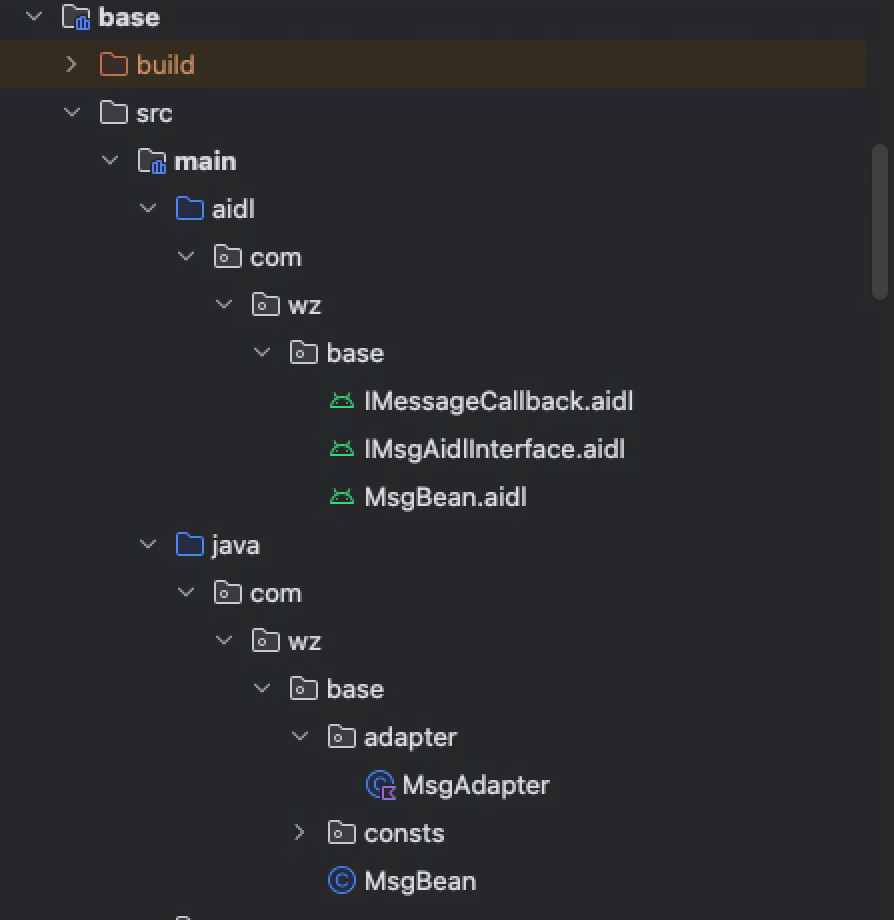 base
build
src
main
aidl
com
wz
base
IMessageCallback.aidl
IMsgAidlInterface.aidl
MsgBean.aidl
java
com
wz
base
adapter
MsgAdapter
consts
MsgBean